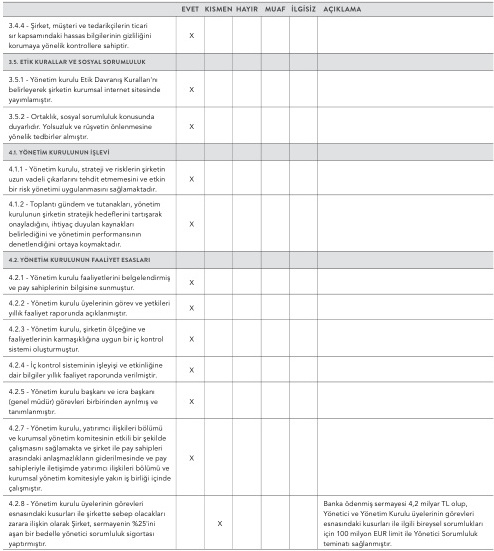 EVET KISMEN HAYIR MUAF İLGİSİZ AÇIKLAMA
3.4.4 - Şirket, müşteri ve tedarikçilerin ticari
sır kapsamındaki hassas bilgilerinin gizliliğini
korumaya yönelik kontrollere sahiptir.
X
3.5. ETİK KURALLAR VE SOSYAL SORUMLULUK
3.5.1 - Yönetim kurulu Etik Davranış Kuralları'nı
belirleyerek şirketin kurumsal internet sitesinde
yayımlamıştır.
X
3.5.2 - Ortaklık, sosyal sorumluluk konusunda
duyarlıdır. Yolsuzluk ve rüşvetin önlenmesine
yönelik tedbirler almıştır.
X
4.1. YÖNETİM KURULUNUN İŞLEVİ
4.1.1 - Yönetim kurulu, strateji ve risklerin şirketin
uzun vadeli çıkarlarını tehdit etmemesini ve etkin
bir risk yönetimi uygulanmasını sağlamaktadır.
X
4.1.2 - Toplantı gündem ve tutanakları, yönetim
kurulunun şirketin stratejik hedeflerini tartışarak
onayladığını, ihtiyaç duyulan kaynakları
belirlediğini ve yönetimin performansının
denetlendiğini ortaya koymaktadır.
X
4.2. YÖNETİM KURULUNUN FAALİYET ESASLARI
4.2.1 - Yönetim kurulu faaliyetlerini belgelendirmiş
ve pay sahiplerinin bilgisine sunmuştur.
X
4.2.2 - Yönetim kurulu üyelerinin görev ve yetkileri
yıllık faaliyet raporunda açıklanmıştır.
X
4.2.3 - Yönetim kurulu, şirketin ölçeğine ve
faaliyetlerinin karmaşıklığına uygun bir iç kontrol
sistemi oluşturmuştur.
X
4.2.4 - İç kontrol sisteminin işleyişi ve etkinliğine
dair bilgiler yıllık faaliyet raporunda verilmiştir.
X
4.2.5 - Yönetim kurulu başkanı ve icra başkanı
(genel müdür) görevleri birbirinden ayrılmış ve
tanımlanmıştır.
X
4.2.7 - Yönetim kurulu, yatırımcı ilişkileri bölümü
ve kurumsal yönetim komitesinin etkili bir şekilde
çalışmasını sağlamakta ve şirket ile pay sahipleri
arasındaki anlaşmazlıkların giderilmesinde ve pay
sahipleriyle iletişimde yatırımcı ilişkileri bölümü ve
kurumsal yönetim komitesiyle yakın iş birliği içinde
çalışmıştır.
X
4.2.8 - Yönetim kurulu üyelerinin görevleri
esnasındaki kusurları ile şirkette sebep olacakları
zarara ilişkin olarak Şirket, sermayenin %25'ini
aşan bir bedelle yönetici sorumluluk sigortası
yaptırmıştır.
X
Banka ödenmiş sermayesi 4,2 milyar TL olup,
Yönetici ve Yönetim Kurulu üyelerinin görevleri
esnasındaki kusurları ile ilgili bireysel sorumlukları
için 100 milyon EUR limit ile Yönetici Sorumluluk
teminatı sağlanmıştır.